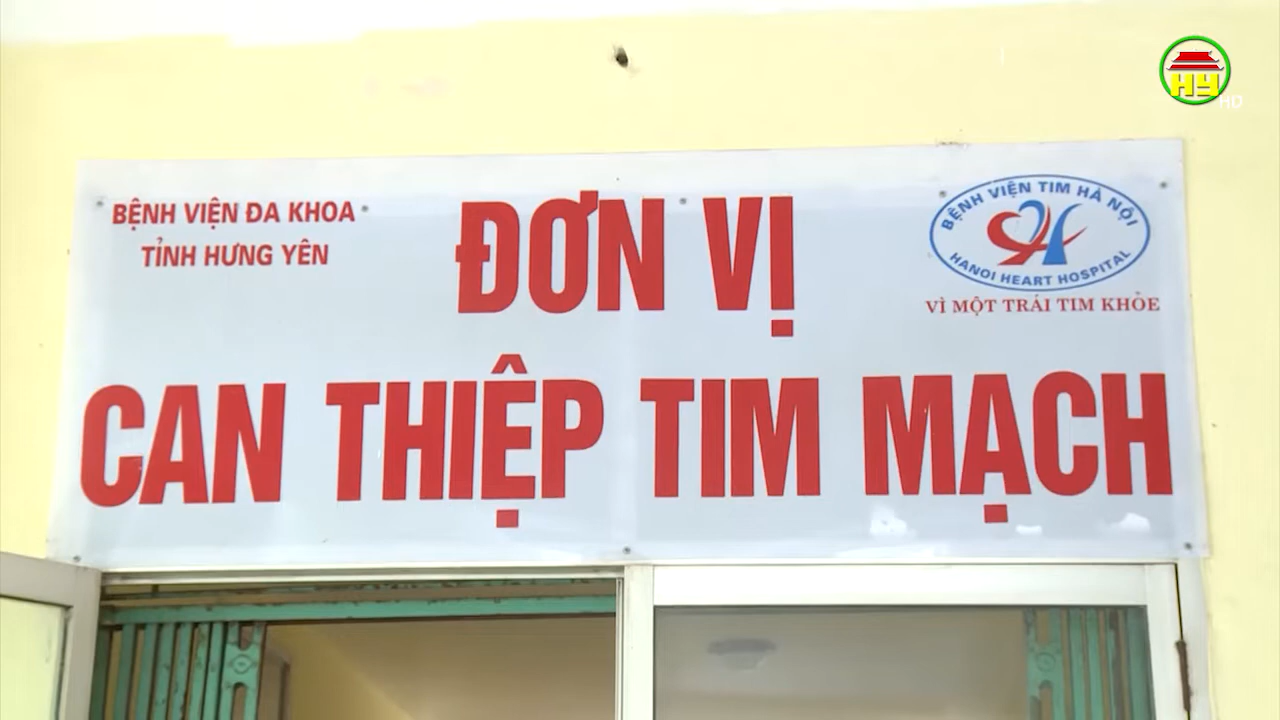 HY
HD
BỆNH VIỆN ĐA KHOA
TỈNH HƯNG YÊN
ĐƠN VỊ
CAN THIỆP TIM MẠCH
BỆNH VIỆN TIM HÀ NỘI
HANOI HEART HOSPITAL
VÌ MỘT TRÁI TIM KHỎE